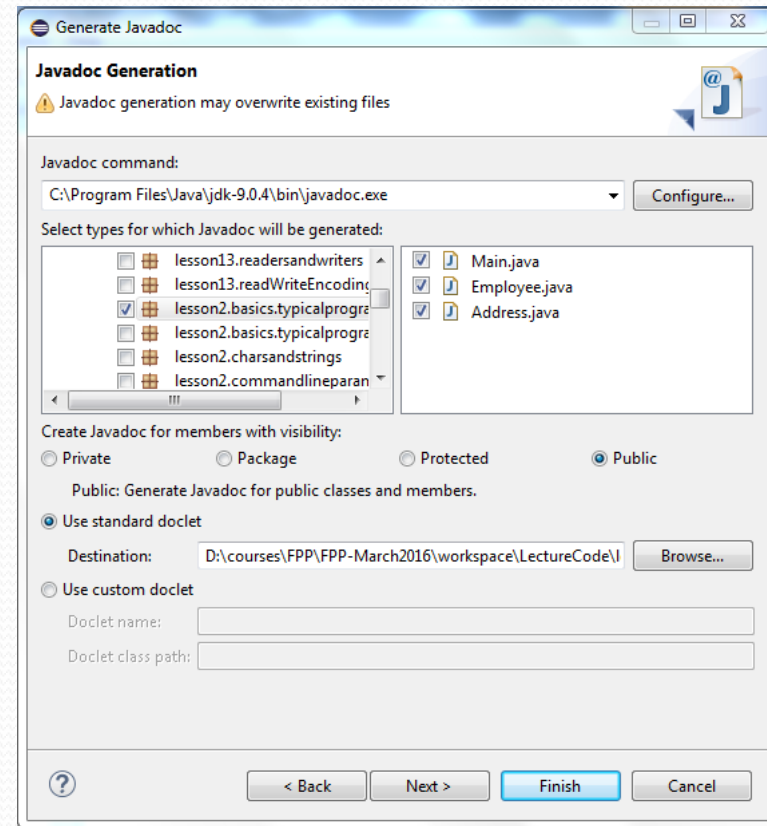 Generate Javadoc
Javadoc Generation
Javadoc generation may overwrite existing files
@
J
Javadoc command:
C:\Program Files\Java\jdk-9.0.4\bin\javadoc.exe
Configure...
Select types for which Javadoc will be generated:
lesson13.readersandwriters
lesson13.readWriteEncoding
lesson2.basics.typicalprogra
lesson2.basics.typicalprogra
lesson2.charsandstrings
lesson2.commandlineparan
J Main.java
J Employee.java
J Address.java
Create Javadoc for members with visibility:
Private Package Protected Public
Public: Generate Javadoc for public classes and members.
Use standard doclet
Destination: D:\courses\FPP\FPP-March2016\workspace\LectureCode\ Browse...
Use custom doclet
Doclet name:
Doclet class path:
? < Back Next > Finish Cancel